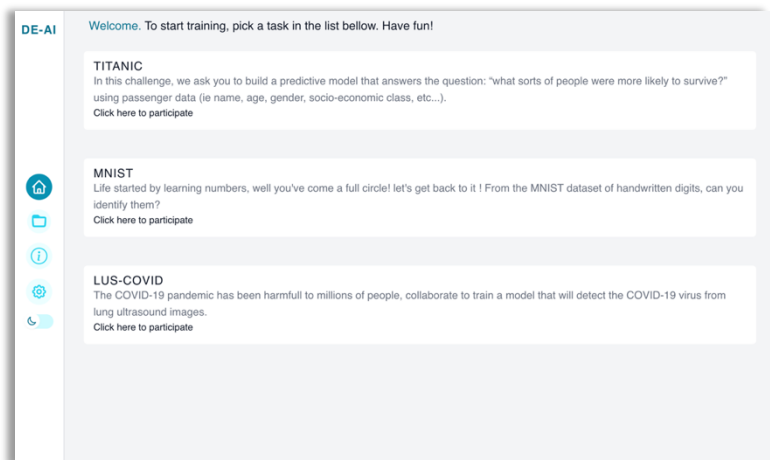 DE-AI
Welcome. To start training, pick a task in the list bellow. Have fun!
TITANIC
In this challenge, we ask you to build a predictive model that answers the question: “what sorts of people were more likely to survive?”
using passenger data (ie name, age, gender, socio-economic class, etc...).
Click here to participate
MNIST
Life started by learning numbers, well you've come a full circle! let's get back to it ! From the MNIST dataset of handwritten digits, can you
identify them?
Click here to participate
LUS-COVID
The COVID-19 pandemic has been harmfull to millions of people, collaborate to train a model that will detect the COVID-19 virus from
lung ultrasound images.
Click here to participate